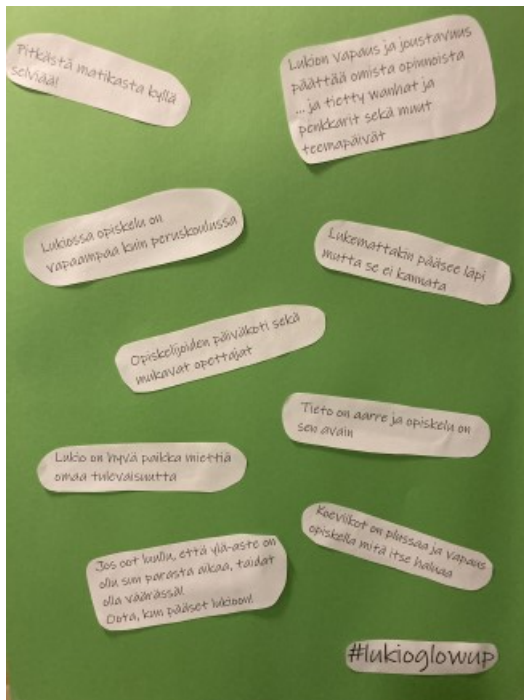 Pitkästä matikasta kyllä
selviää!
Lukion vapaus ja joustavuus
päättää omista opinnoista
... ja tietty wanhat ja
penkkarit sekä muut
teemapäivät
Lukiossa opiskelu on
vapaampaa kuin peruskoulussa
Lukemattakin pääsee läpi
mutta se ei kannata
Opiskelijoiden päiväkoti sekä
mukavat opettajat
Tieto on aarre ja opiskelu on
sen avain
Lukio on hyvä paikka miettiä
omaa tulevaisuutta
Koeviikot on plussaa ja vapaus
opiskella mitä itse haluaa
Jos oot luullu, että ylä-aste on
ollu sun parasta aikaa, taidat
olla väärässä!
Oota, kun pääset lukioon!
#lukioglowup